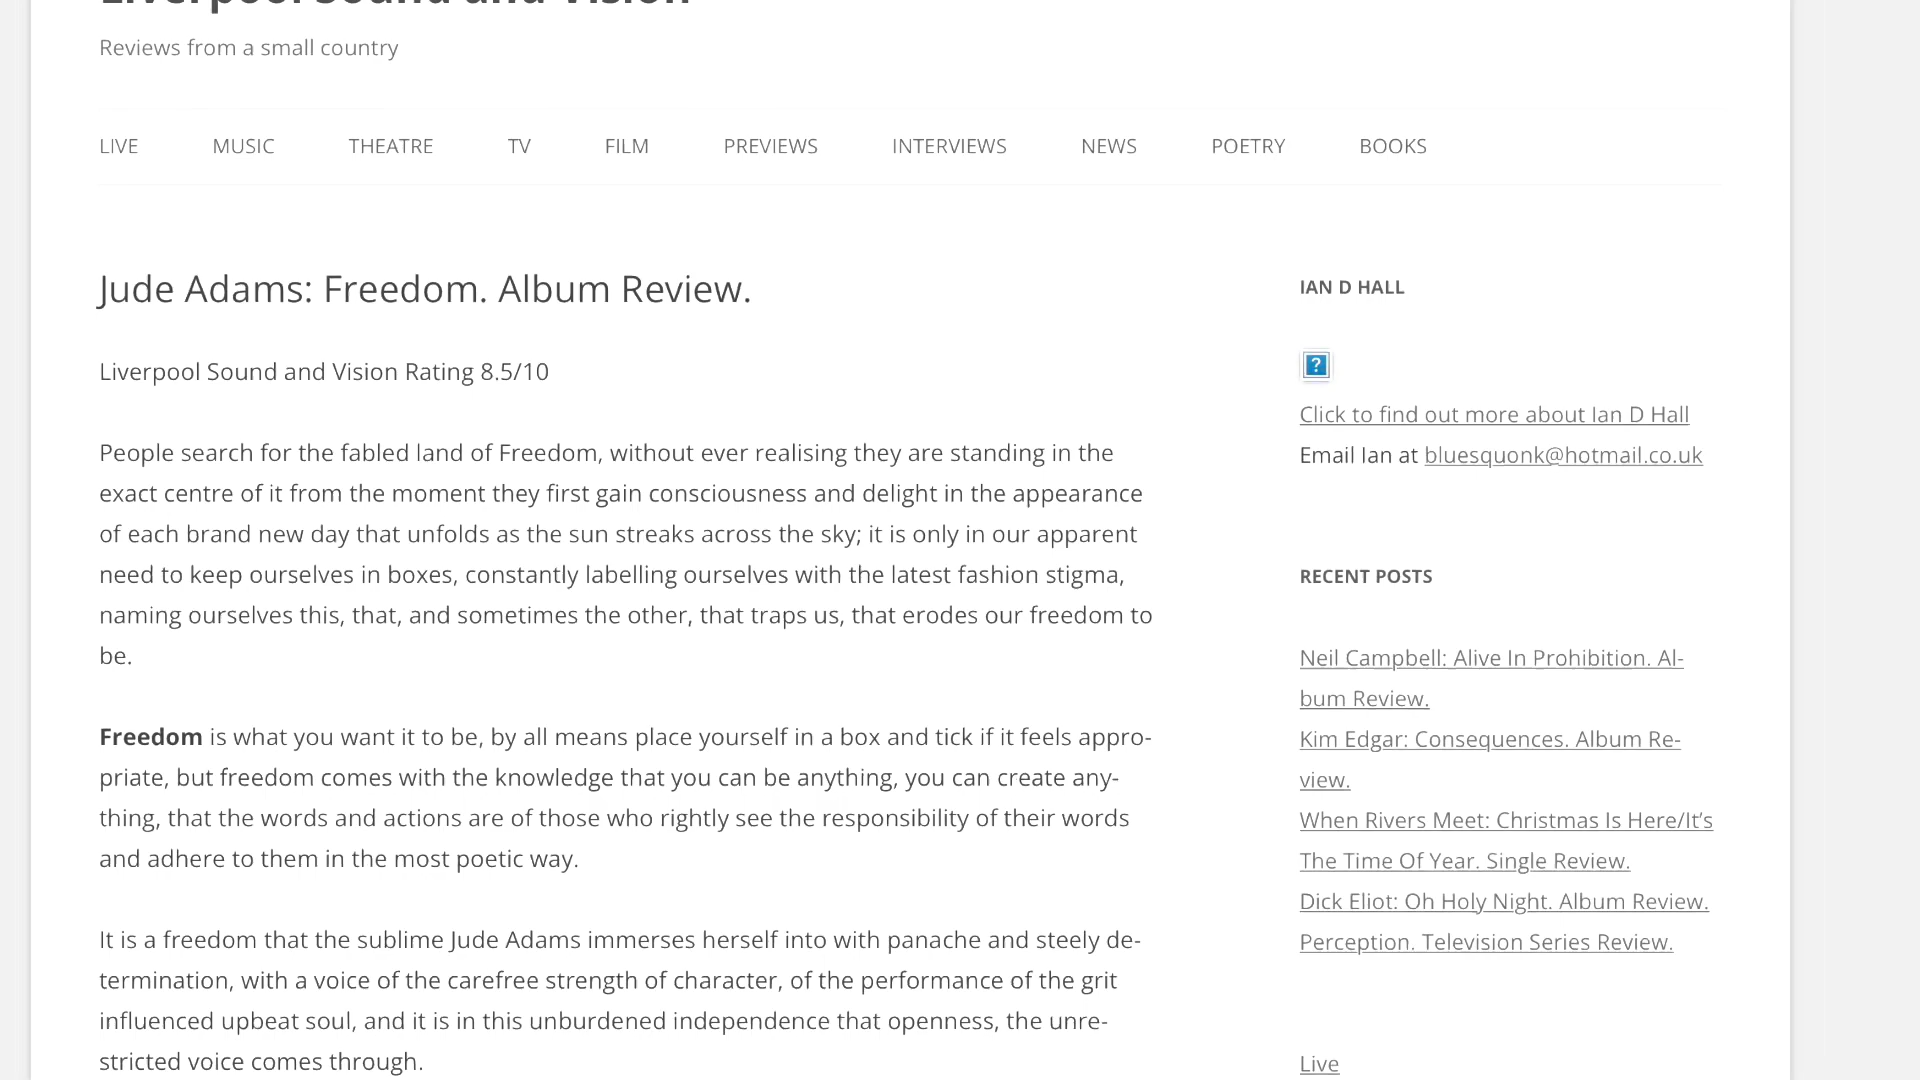 Liverpool Sound and Vision
Reviews from a small country
LIVE MUSIC THEATRE TV FILM PREVIEWS INTERVIEWS NEWS POETRY BOOKS
Jude Adams: Freedom. Album Review.
Liverpool Sound and Vision Rating 8.5/10
People search for the fabled land of Freedom, without ever realising they are standing in the
exact centre of it from the moment they first gain consciousness and delight in the appearance
of each brand new day that unfolds as the sun streaks across the sky; it is only in our apparent
need to keep ourselves in boxes, constantly labelling ourselves with the latest fashion stigma,
naming ourselves this, that, and sometimes the other, that traps us, that erodes our freedom to
be.
Freedom is what you want it to be, by all means place yourself in a box and tick if it feels appro-
priate, but freedom comes with the knowledge that you can be anything, you can create any-
thing, that the words and actions are of those who rightly see the responsibility of their words
and adhere to them in the most poetic way.
It is a freedom that the sublime Jude Adams immerses herself into with panache and steely de-
termination, with a voice of the carefree strength of character, of the performance of the grit
influenced upbeat soul, and it is in this unburdened independence that openness, the unre-
stricted voice comes through.
IAN D HALL
?
Click to find out more about Ian D Hall
Email Ian at bluesquonk@hotmail.co.uk
RECENT POSTS
Neil Campbell: Alive In Prohibition. Al-
bum Review.
Kim Edgar: Consequences. Album Re-
view.
When Rivers Meet: Christmas Is Here/It’s
The Time Of Year. Single Review.
Dick Eliot: Oh Holy Night. Album Review.
Perception. Television Series Review.
Live